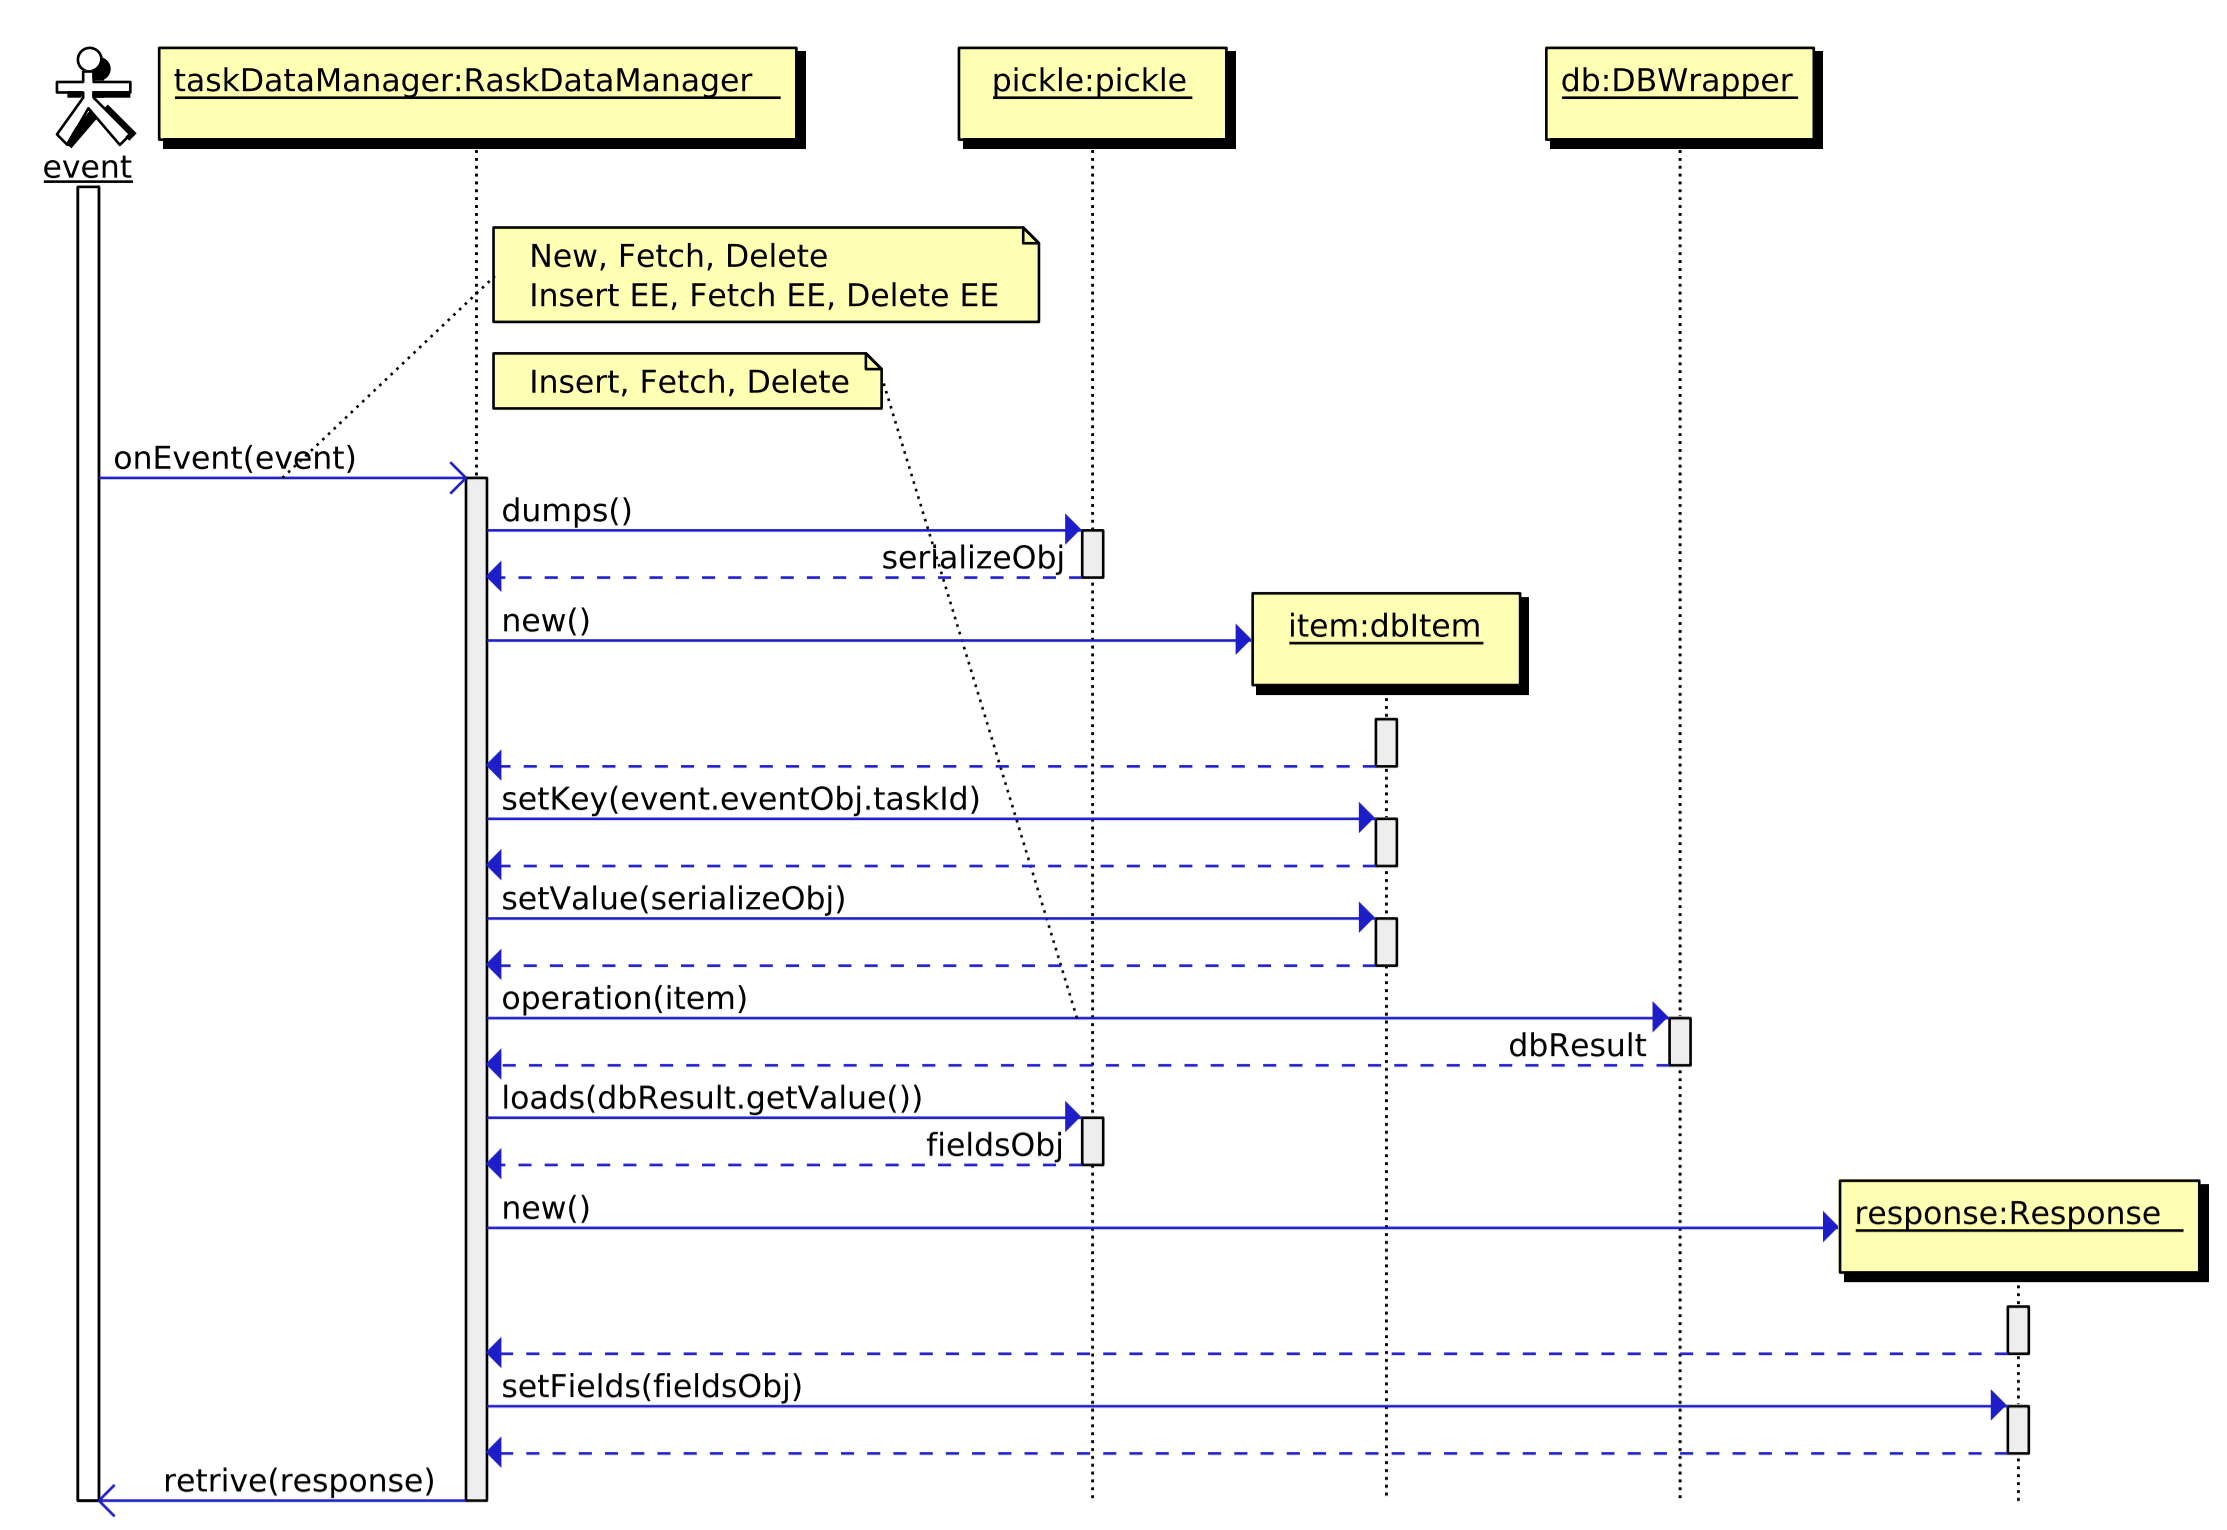 taskDataManager:RaskDataManager
pickle:pickle
db:DBWrapper
event
New, Fetch, Delete
Insert EE, Fetch EE, Delete EE
Insert, Fetch, Delete
onEvent(event)
dumps()
serializeObj
new()
item:dbItem
setKey(event.eventObj.taskId)
setValue(serializeObj)
operation(item)
dbResult
loads(dbResult.getValue())
fieldsObj
new()
response:Response
setFields(fieldsObj)
retrive(response)